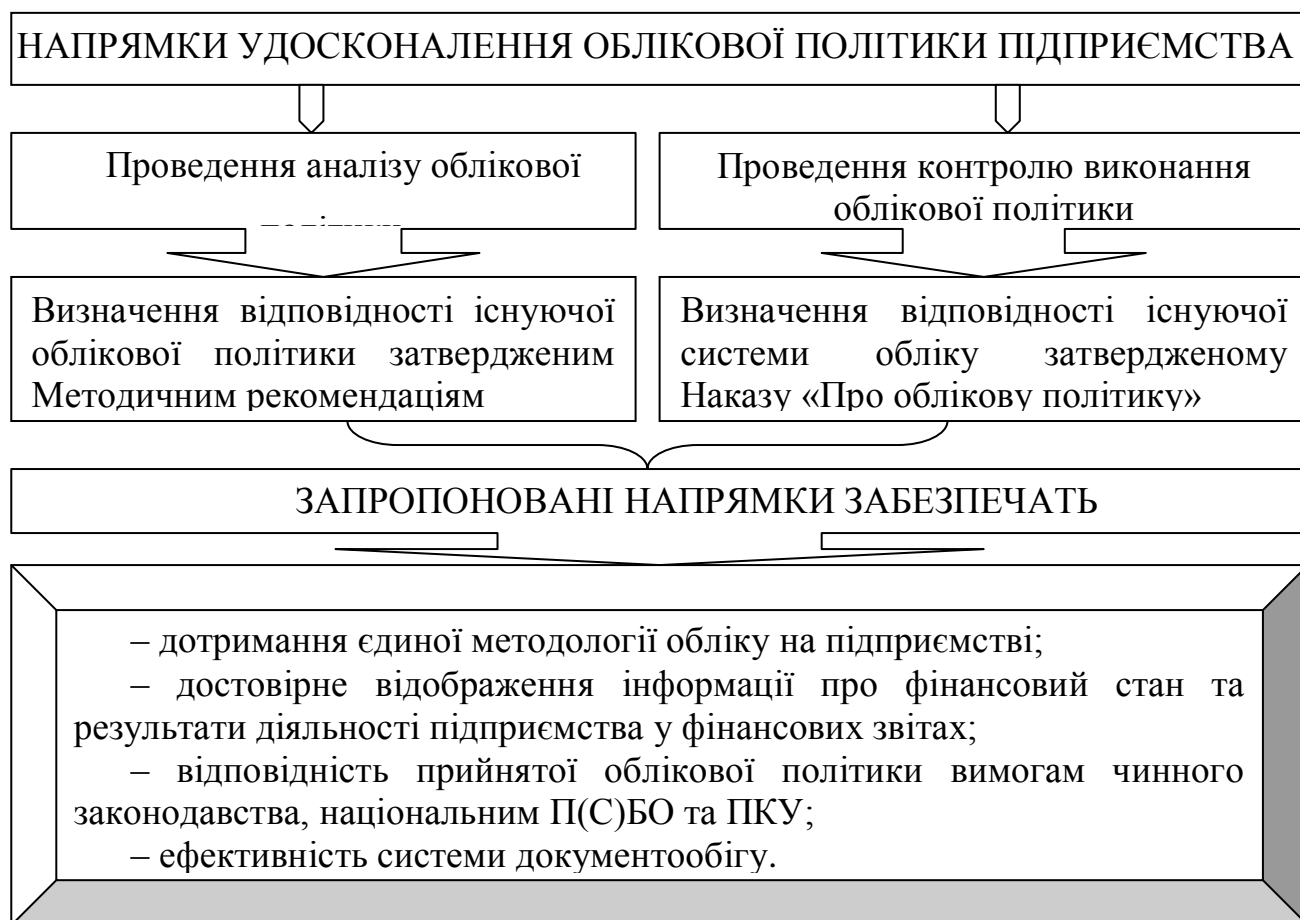 НАПРЯМКИ УДОСКОНАЛЕННЯ ОБЛІКОВОЇ ПОЛІТИКИ ПІДПРИЄМСТВА
Проведення аналізу облікової
Проведення контролю виконання
облікової політики
Визначення відповідності існуючої
облікової політики затвердженим
Методичним рекомендаціям
Визначення відповідності існуючої
системи обліку затвердженому
Наказу «Про облікову політику»
ЗАПРОПОНОВАНІ НАПРЯМКИ ЗАБЕЗПЕЧАТЬ
– дотримання єдиної методології обліку на підприємстві;
– достовірне відображення інформації про фінансовий стан та
результати діяльності підприємства у фінансових звітах;
– відповідність прийнятої облікової політики вимогам чинного
законодавства, національним П(С)БО та ПКУ;
– ефективність системи документообігу.